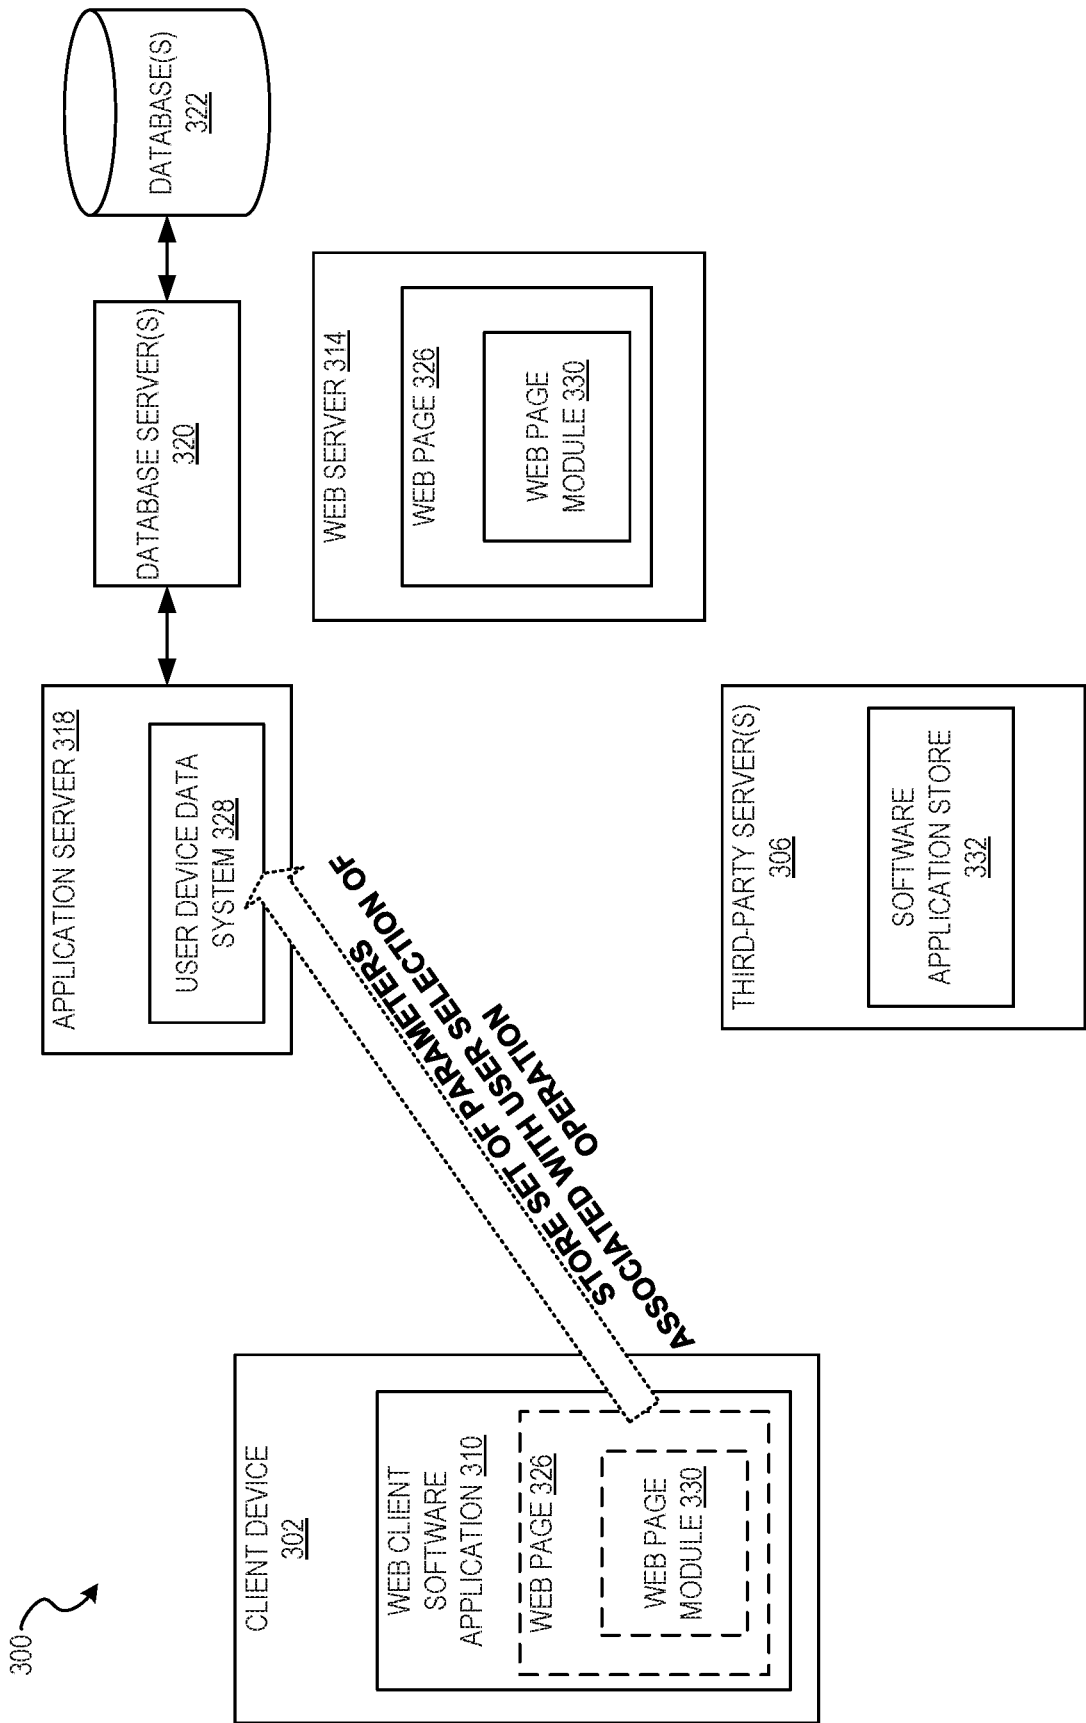 300
CLIENT DEVICE
302
WEB CLIENT
SOFTWARE
APPLICATION 310
WEB PAGE 326
WEB PAGE
MODULE 330
STORE SET OF PARAMETERS
ASSOCIATED WITH USER SELECTION OF
OPERATION
APPLICATION SERVER 318
USER DEVICE DATA
SYSTEM 328
THIRD-PARTY SERVER(S)
306
SOFTWARE
APPLICATION STORE
332
DATABASE SERVER(S)
320
WEB SERVER 314
WEB PAGE 326
WEB PAGE
MODULE 330
DATABASE(S)
322